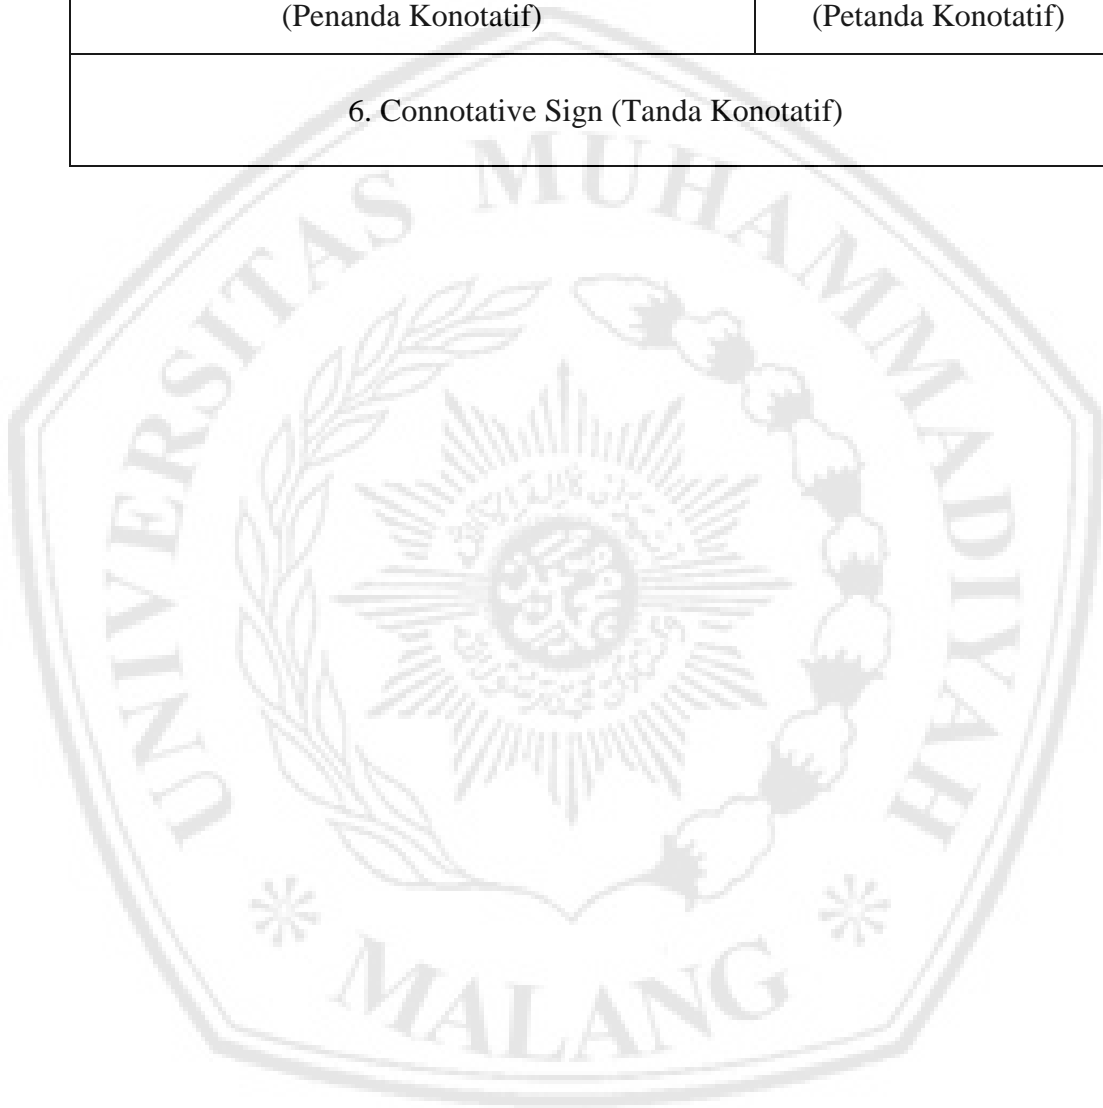 (Penanda Konotatif) (Petanda Konotatif)
6. Connotative Sign (Tanda Konotatif)
UNIVERSITAS MUHAMMADIYAH
MALANG